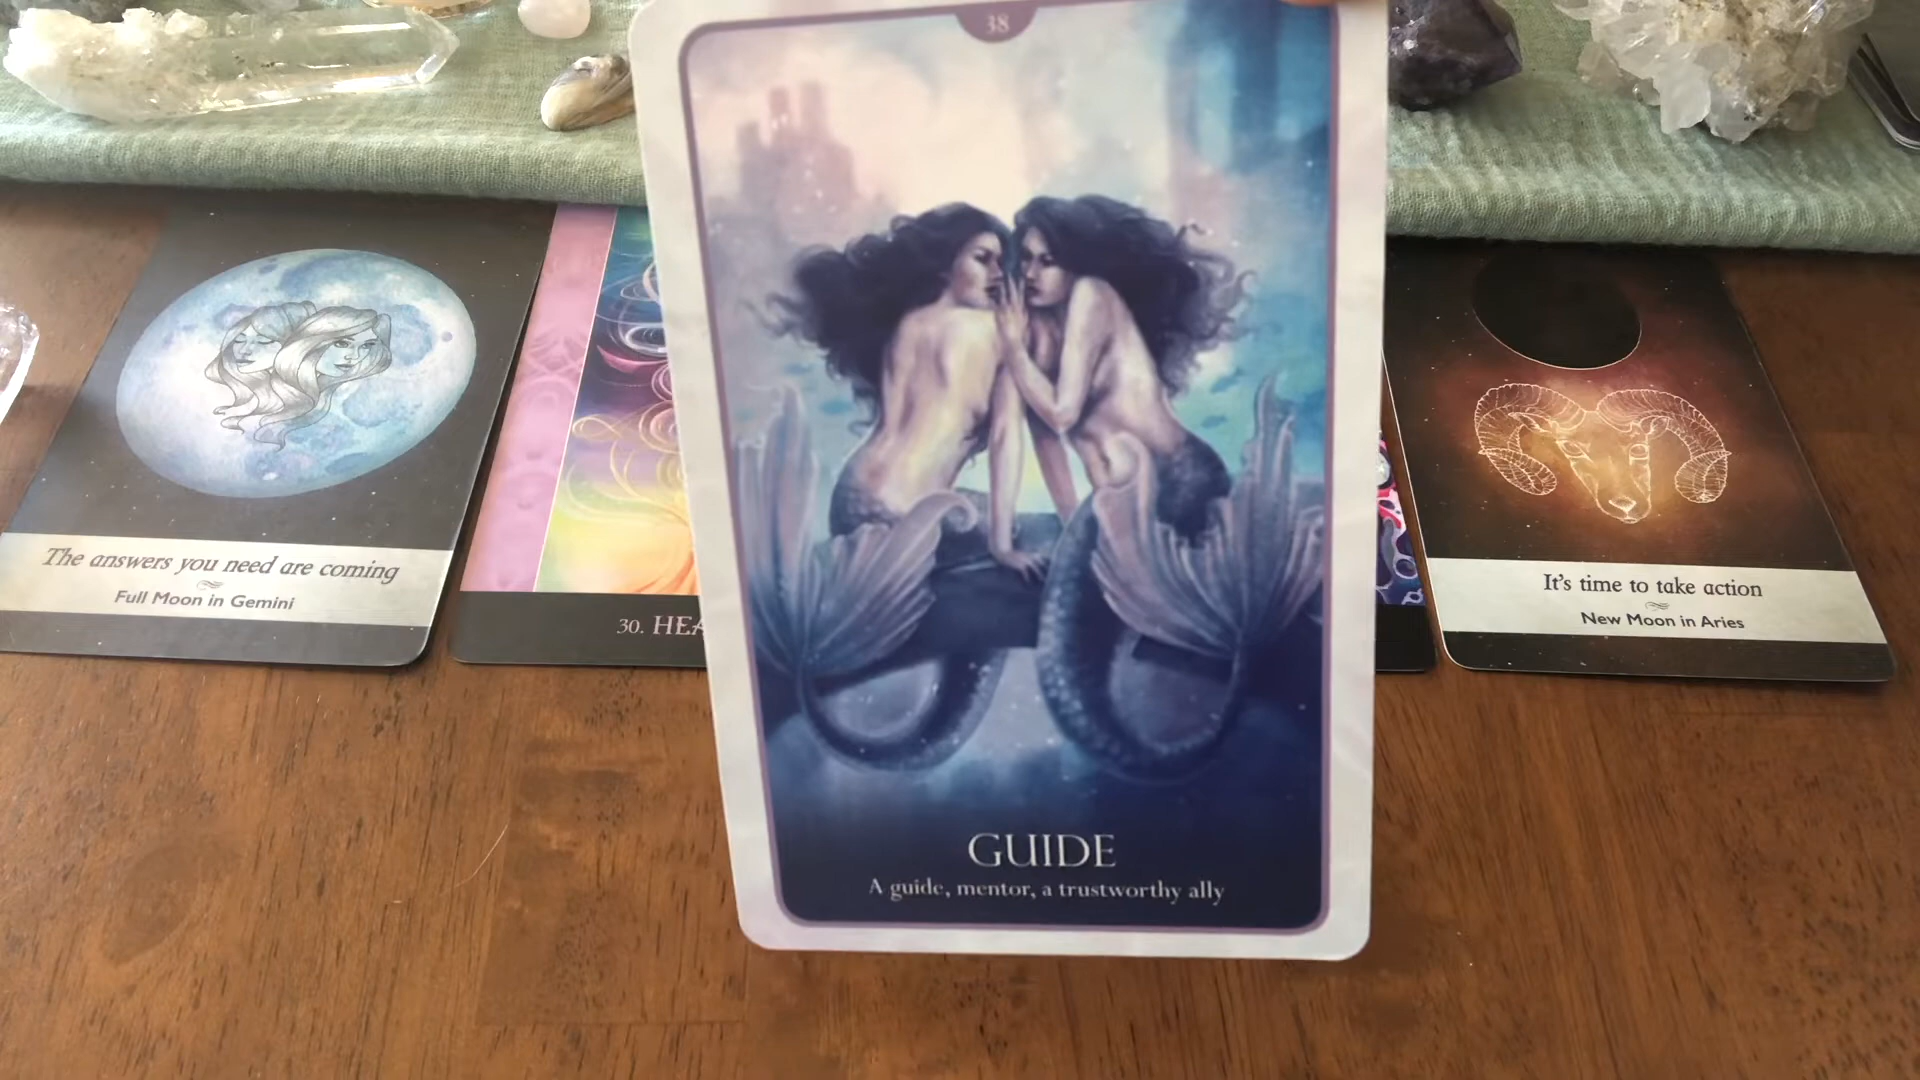 38
The answers you need are coming
Full Moon in Gemini
30. HEA
GUIDE
A guide, mentor, a trustworthy ally
It's time to take action
New Moon in Aries